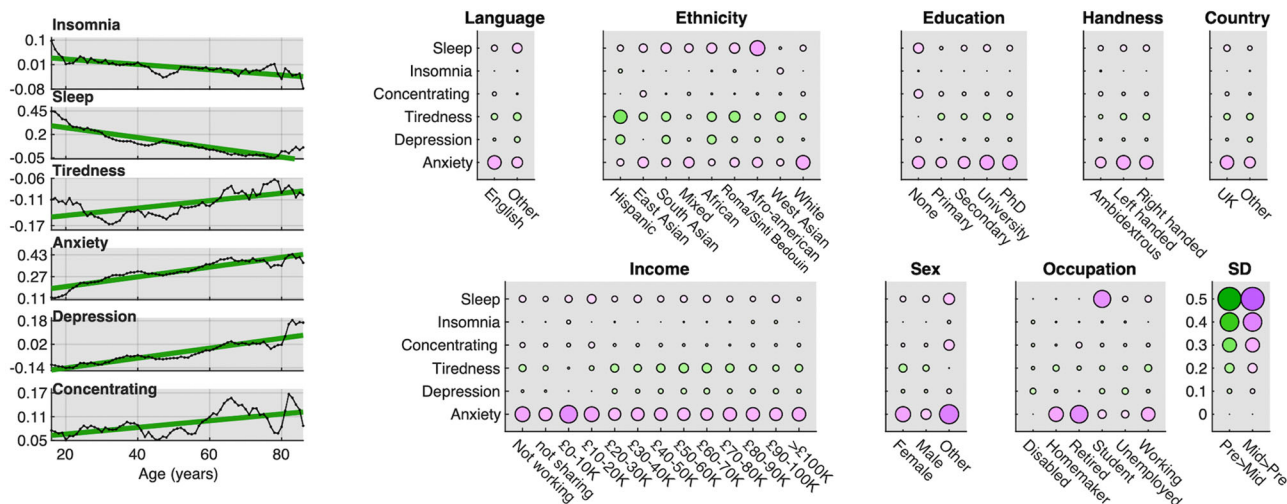 Insomnia
0.1
0.01
-0.08
Sleep
0.45
0.2
-0.05
Tiredness
-0.06
-0.11
-0.17
Anxiety
0.43
0.27
0.11
Depression
0.18
0.02
-0.14
Concentrating
0.17
0.11
0.05
20 40 60 80
Age (years)
Language Ethnicity Education Handness Country
Sleep
Insomnia
Concentrating
Tiredness
Depression
Anxiety
English
Other
Hispanic
East Asian
South Asian
Mixed
African
Roma/Sinti Bedouin
Afro-american
West Asian
White
None
Primary
Secondary
University
PhD
Ambidextrous
Left handed
Right handed
UK
Other
Income Sex Occupation SD
Sleep
Insomnia
Concentrating
Tiredness
Depression
Anxiety
Not working
not sharing
£0-10K
£10-20K
£20-30K
£30-40K
£40-50K
£50-60K
£60-70K
£70-80K
£80-90K
£90-100K
>£100K
Female
Male
Other
Disabled
Homemaker
Retired
Student
Unemployed
Working
0.5
0.4
0.3
0.2
0.1
0
Pre>Mid
Mid>Pre